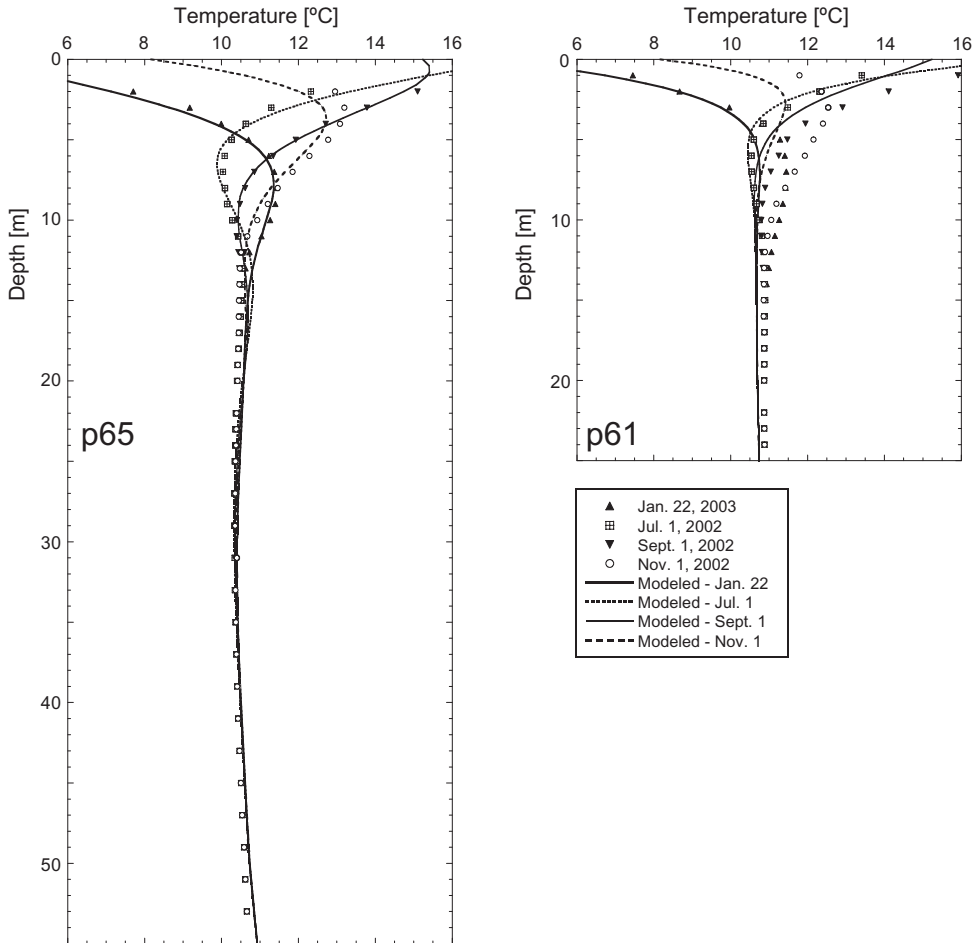 Temperature [ºC]
6 8 10 12 14 16
0
10
20
30
40
50
Depth [m]
p65
Temperature [ºC]
6 8 10 12 14 16
0
10
20
Depth [m]
p61
Jan. 22, 2003
Jul. 1, 2002
Sept. 1, 2002
Nov. 1, 2002
Modeled - Jan. 22
Modeled - Jul. 1
Modeled - Sept. 1
Modeled - Nov. 1